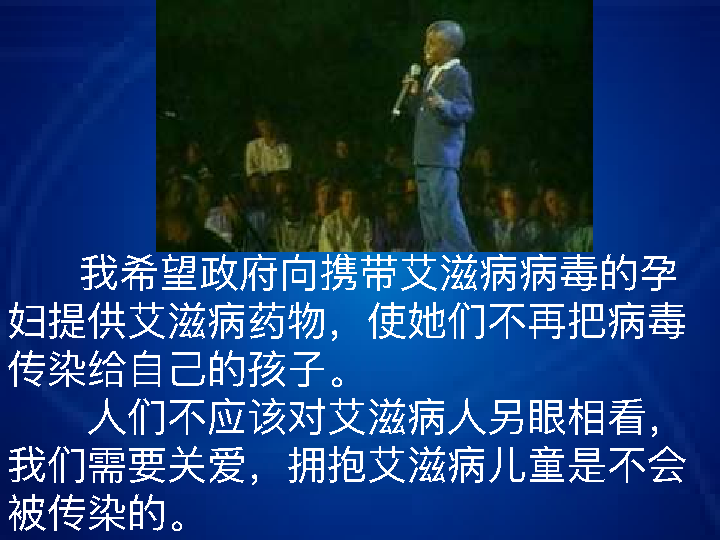 我希望政府向携带艾滋病病毒的孕
妇提供艾滋病药物，使她们不再把病毒
传染给自己的孩子。
人们不应该对艾滋病人另眼相看，
我们需要关爱，拥抱艾滋病儿童是不会
被传染的。